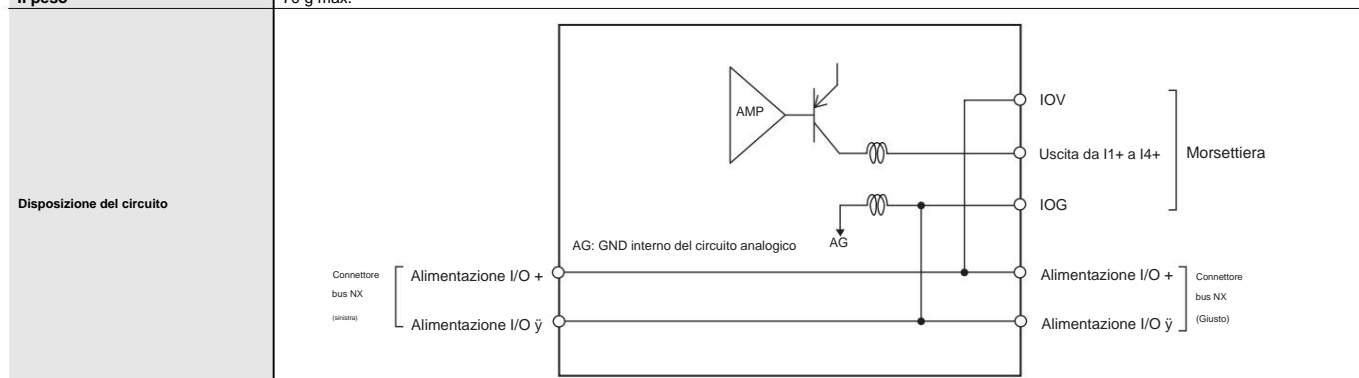 Il peso
70 g max.
Disposizione del circuito
AMP
IOV
Uscita da I1+ a I4+
Morsettiera
IOG
AG: GND interno del circuito analogico
AG
Connettore
bus NX
(sinistra)
Alimentazione I/O +
Alimentazione I/O ÿ
Alimentazione I/O +
Alimentazione I/O ÿ
Connettore
bus NX
(Giusto)